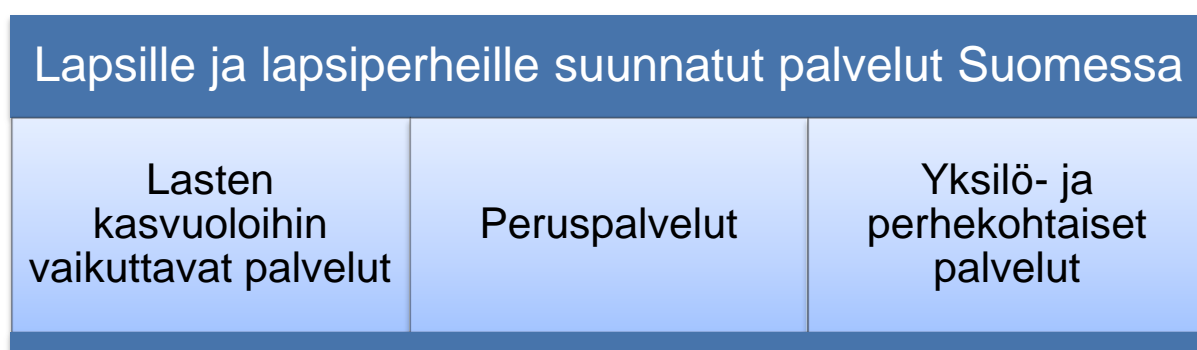 Lapsille ja lapsiperheille suunnatut palvelut Suomessa
Lasten
kasvuoloihin
vaikuttavat palvelut
Peruspalvelut
Yksilö- ja
perhekohtaiset
palvelut